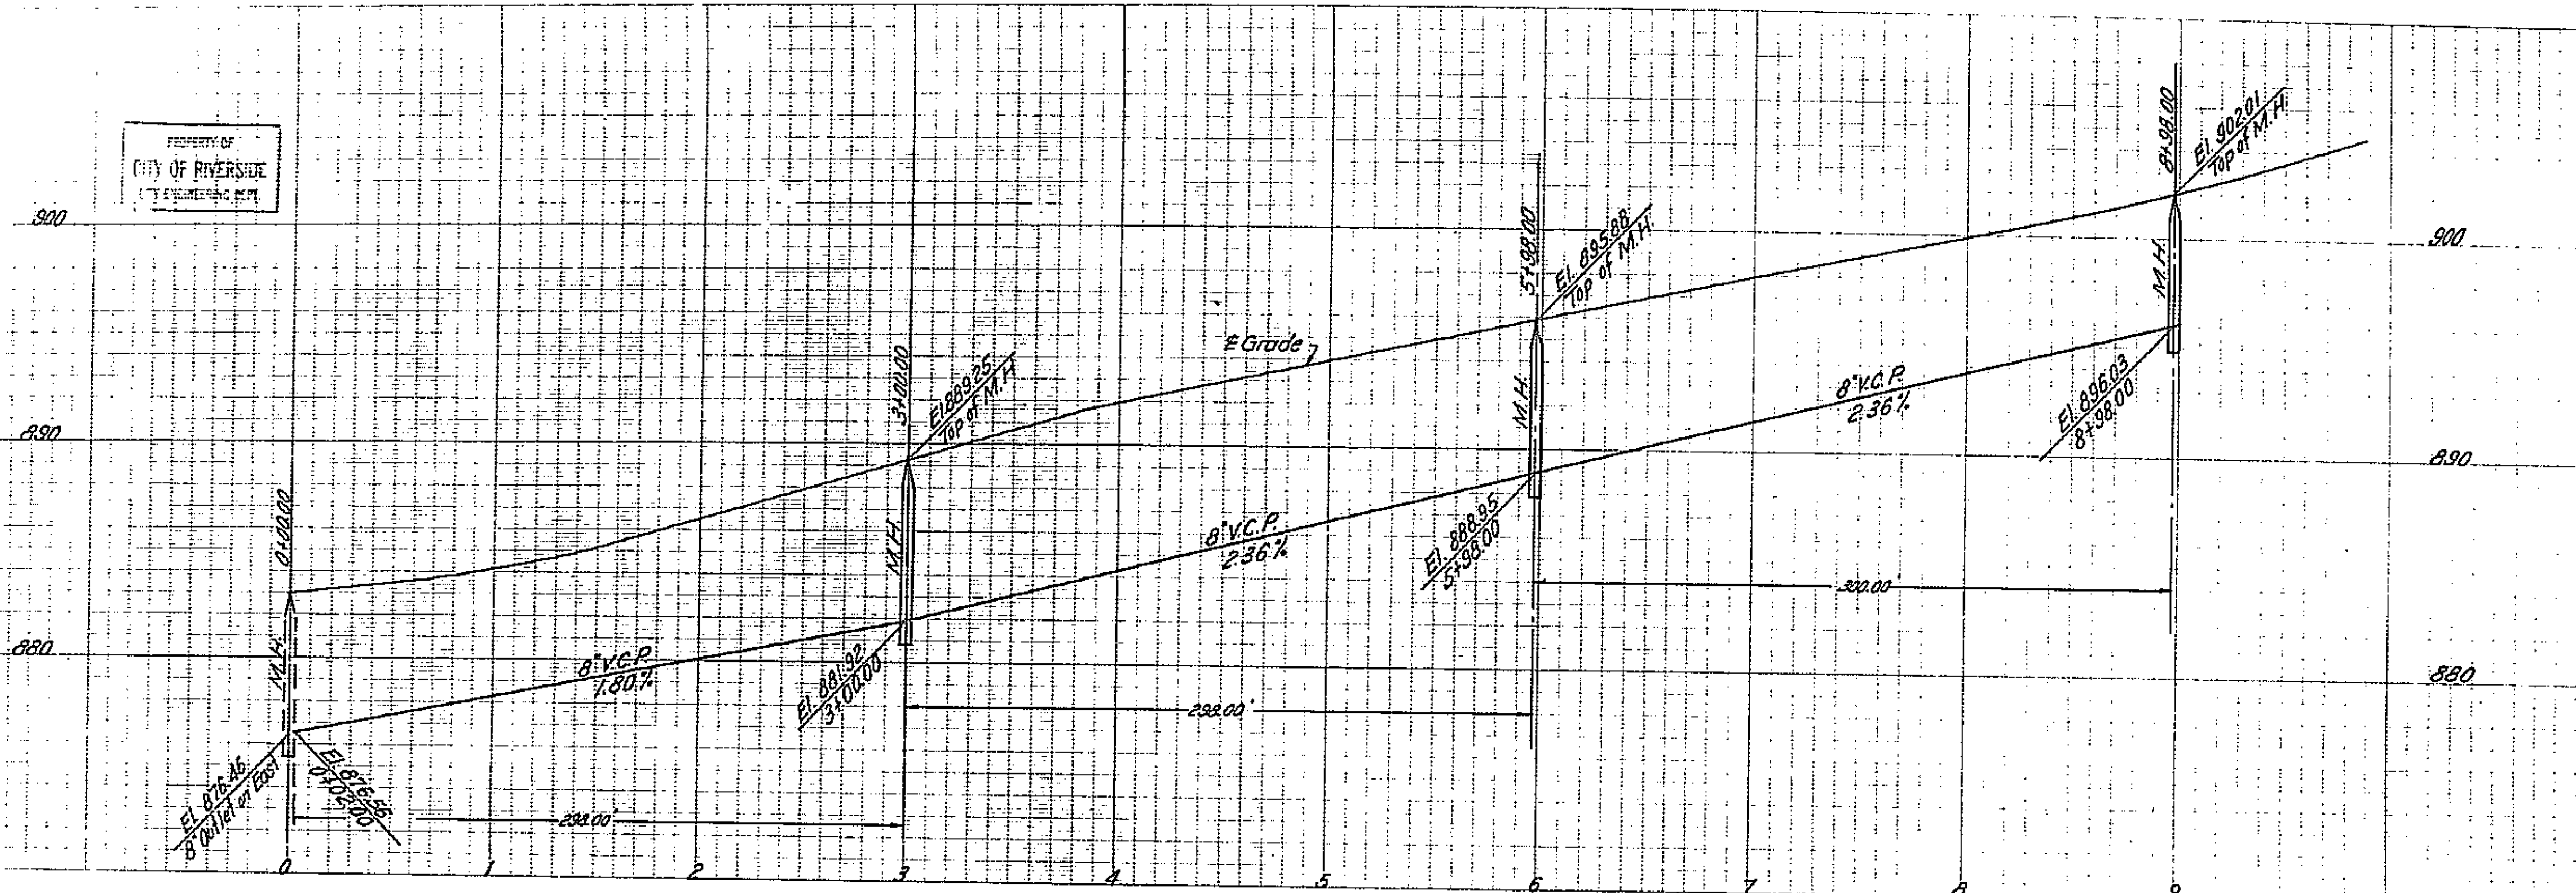 PROPERTY OF
CITY OF RIVERSIDE
CITY ENGINEERING DEPT.
900
890
880
0+00.00
M.H.
El. 876.46
8" Outlet on East
El. 876.56
0+02.00
8" V.C.P.
1.80%
298.00'
3+00.00
El. 889.25
Top of M.H.
M.H.
El. 881.92
3+00.00
8" V.C.P.
2.36%
298.00'
Grade
5+98.00
El. 895.88
Top of M.H.
M.H.
El. 888.95
5+98.00
8" V.C.P.
2.36%
300.00'
8+98.00
El. 902.01
Top of M.H.
M.H.
El. 896.03
8+98.00
900
890
880
0 1 2 3 4 5 6 7 8 9